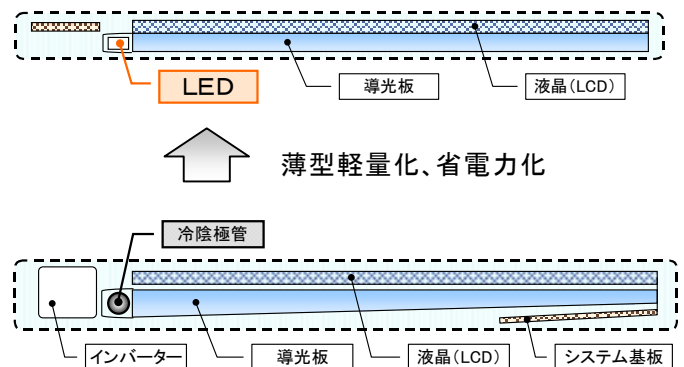 LED
導光板
液晶(LCD)
薄型軽量化、省電力化
冷陰極管
インバーター
導光板
液晶(LCD)
システム基板